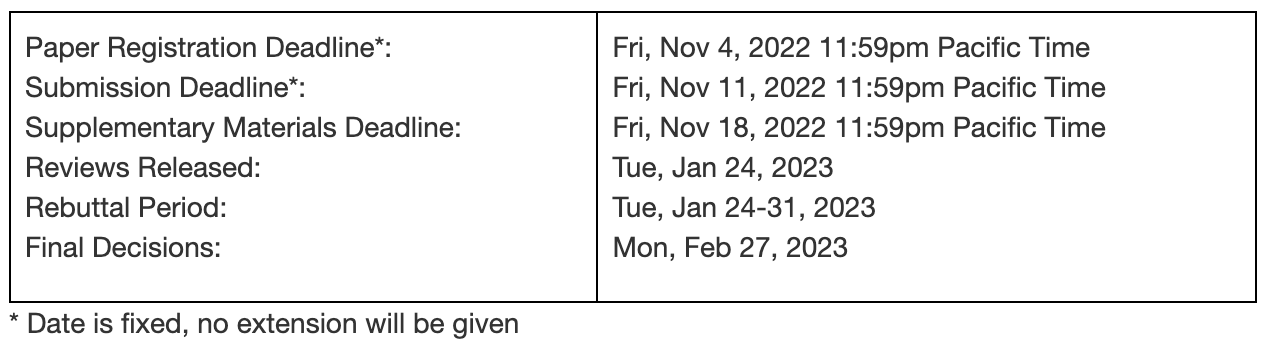 Paper Registration Deadline*: Fri, Nov 4, 2022 11:59pm Pacific Time
Submission Deadline*: Fri, Nov 11, 2022 11:59pm Pacific Time
Supplementary Materials Deadline: Fri, Nov 18, 2022 11:59pm Pacific Time
Reviews Released: Tue, Jan 24, 2023
Rebuttal Period: Tue, Jan 24-31, 2023
Final Decisions: Mon, Feb 27, 2023
* Date is fixed, no extension will be given